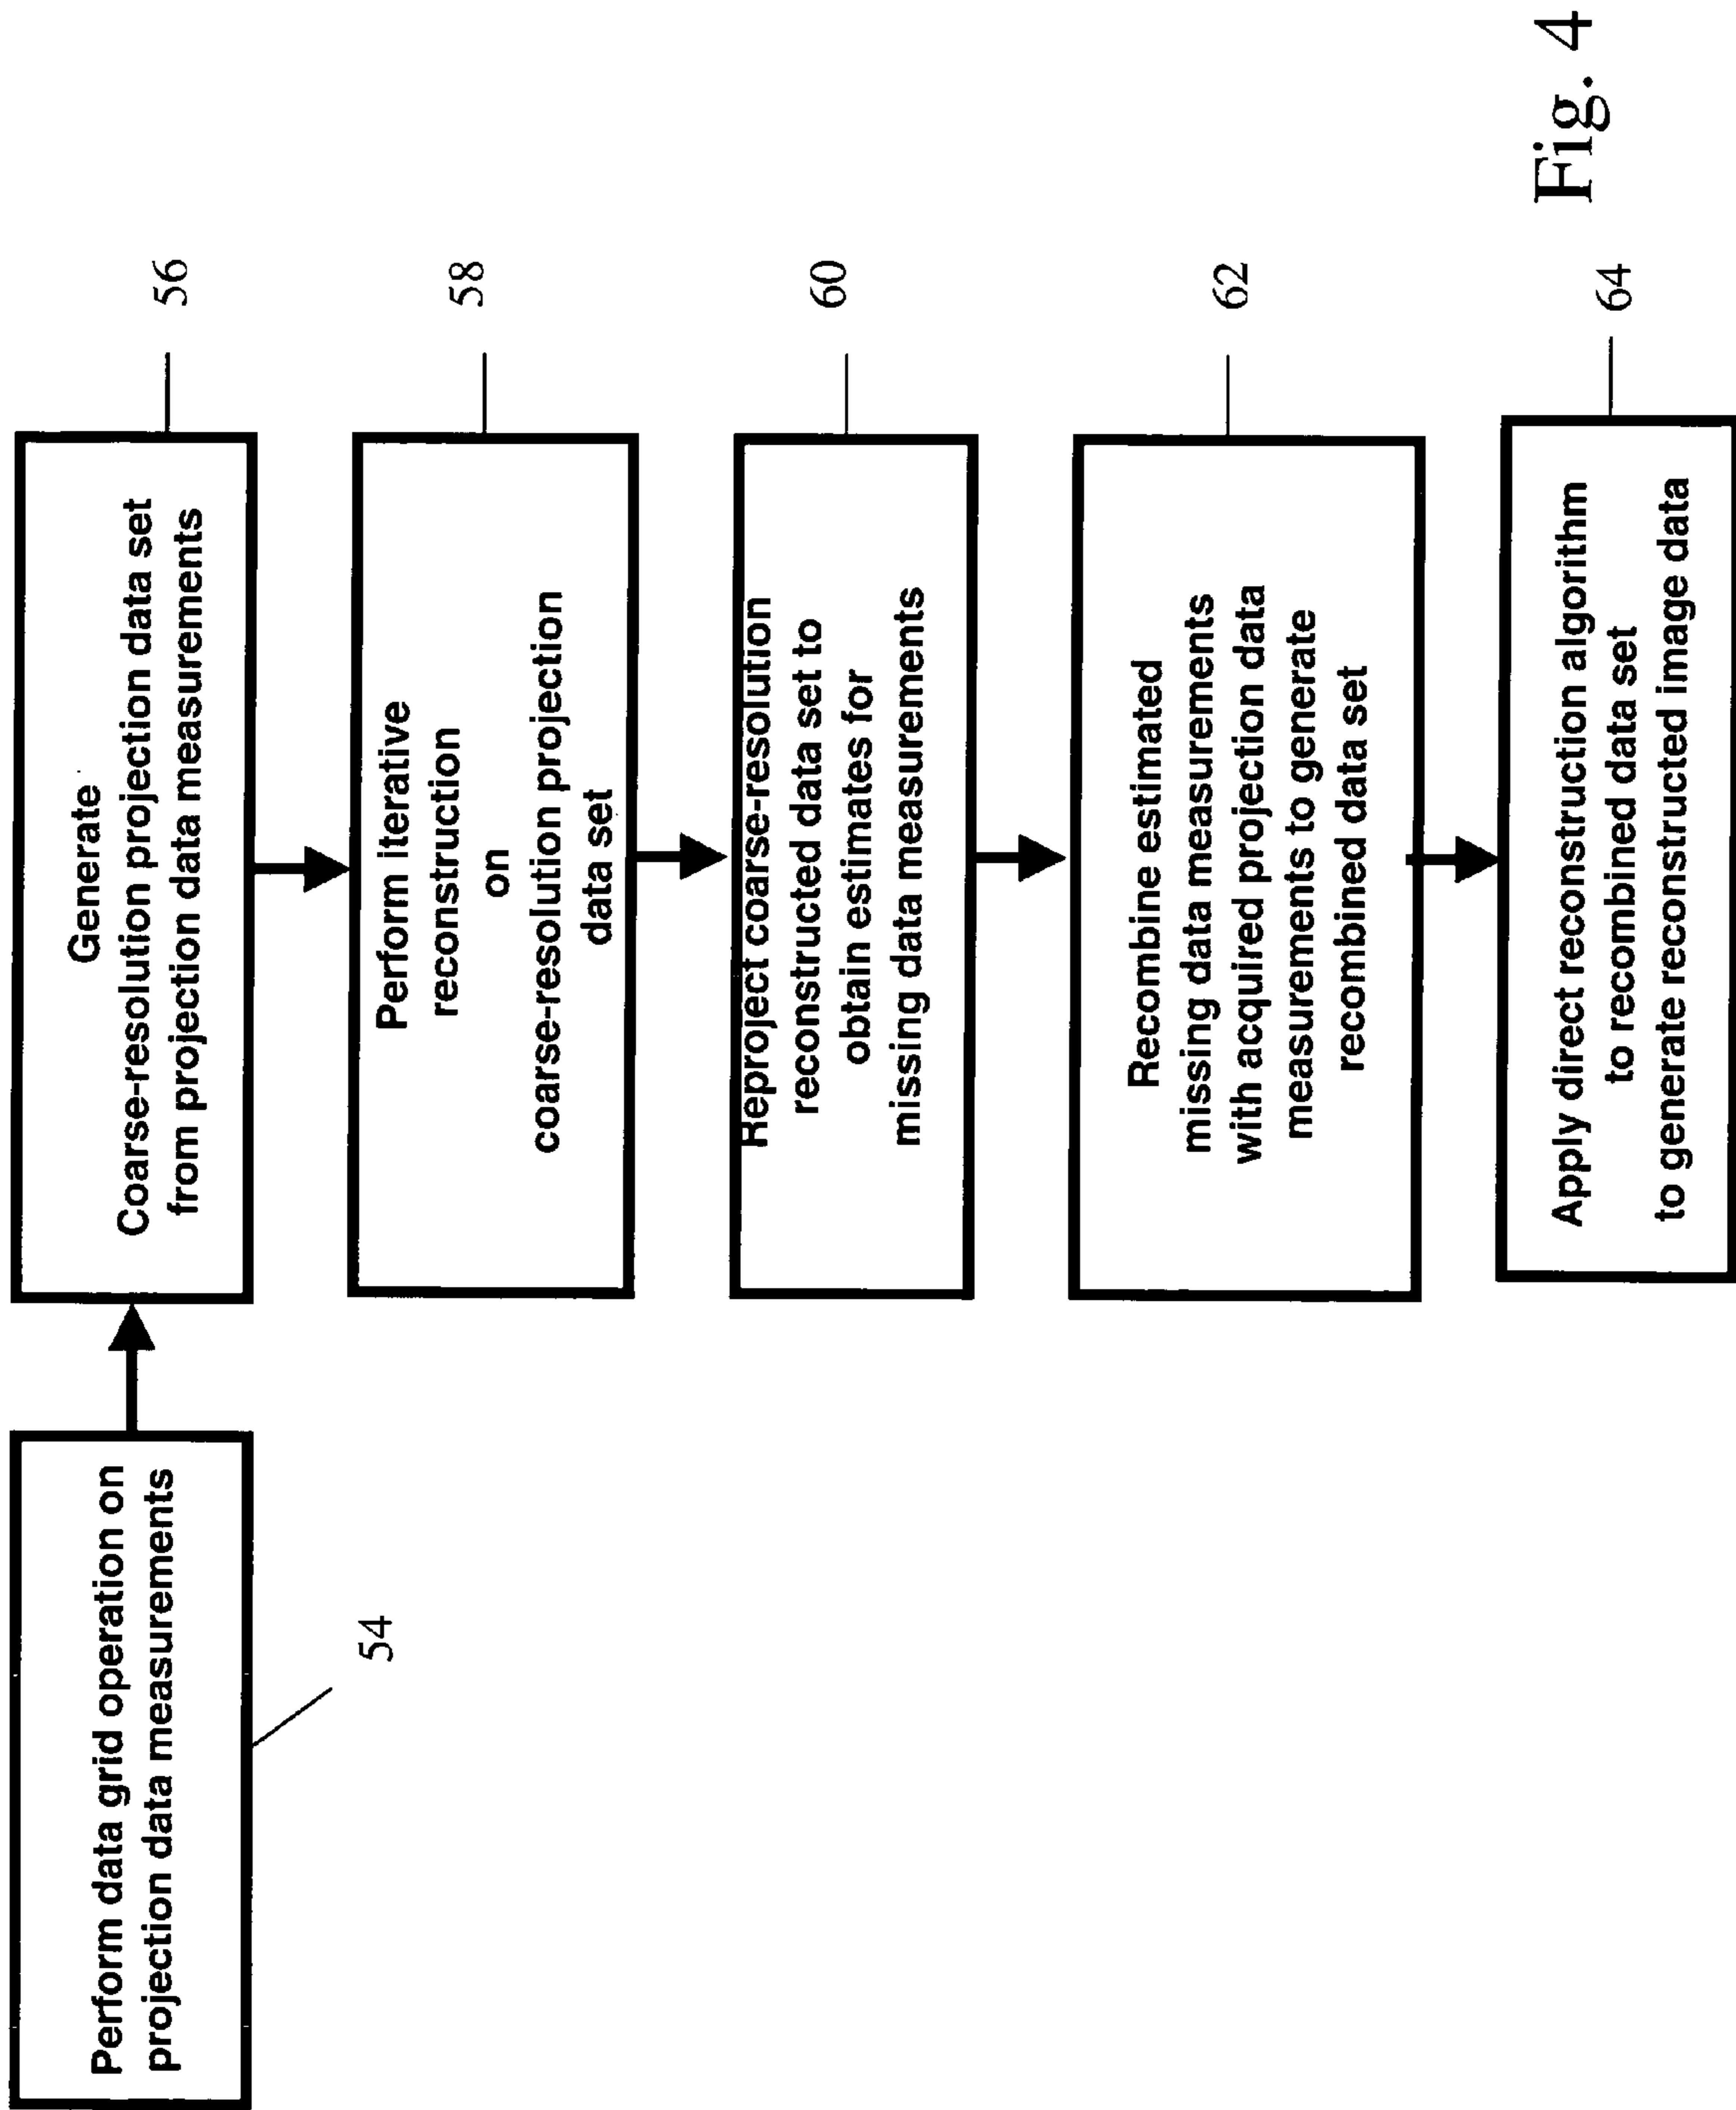 Perform data grid operation on
projection data measurements
54
Generate
Coarse-resolution projection data set
from projection data measurements
56
Perform iterative
reconstruction
on
coarse-resolution projection
data set
58
Reproject coarse-resolution
reconstructed data set to
obtain estimates for
missing data measurements
60
Recombine estimated
missing data measurements
with acquired projection data
measurements to generate
recombined data set
62
Apply direct reconstruction algorithm
to recombined data set
to generate reconstructed image data
64
Fig. 4